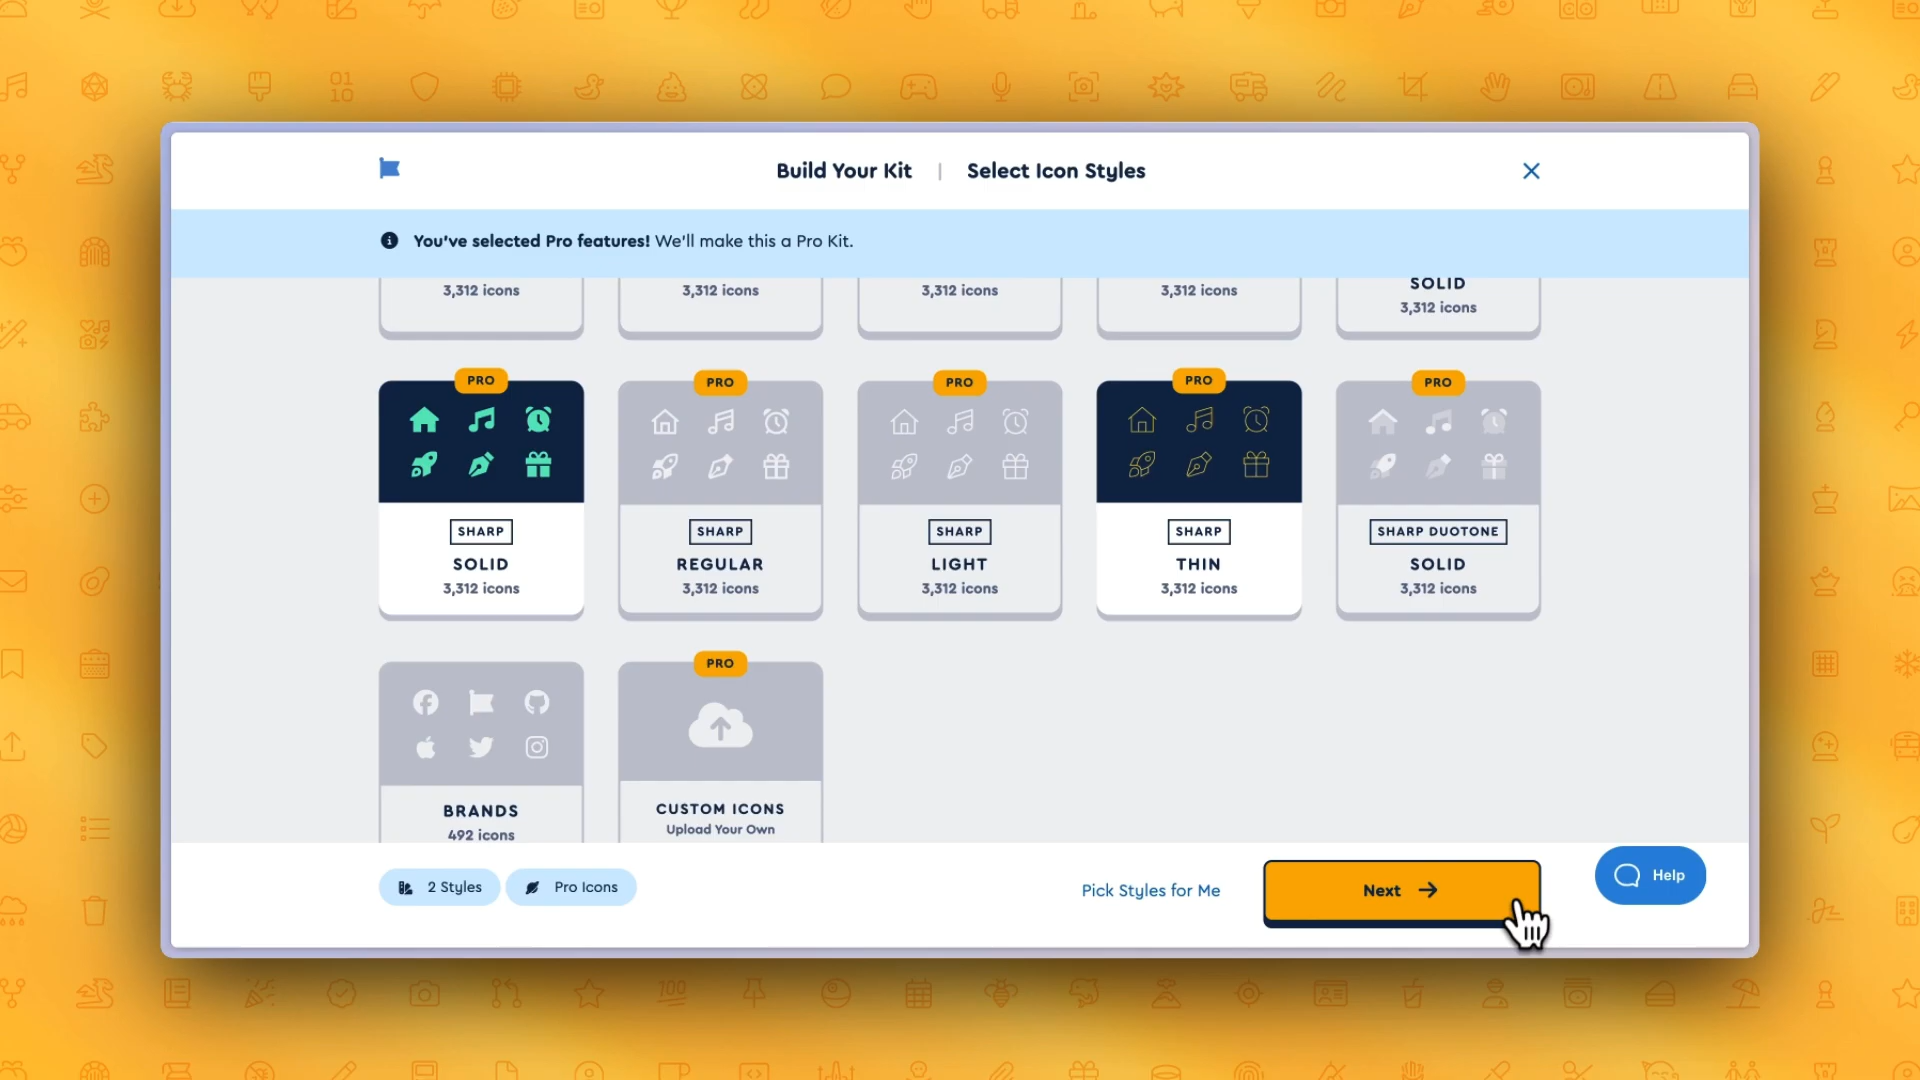 Build Your Kit | Select Icon Styles
You've selected Pro features! We'll make this a Pro Kit.
SOLID
3,312 icons 3,312 icons 3,312 icons 3,312 icons 3,312 icons
PRO PRO PRO PRO PRO
SHARP SHARP SHARP SHARP SHARP DUOTONE
SOLID REGULAR LIGHT THIN SOLID
3,312 icons 3,312 icons 3,312 icons 3,312 icons 3,312 icons
PRO
BRANDS CUSTOM ICONS
492 icons Upload Your Own
2 Styles Pro Icons Pick Styles for Me Next Help